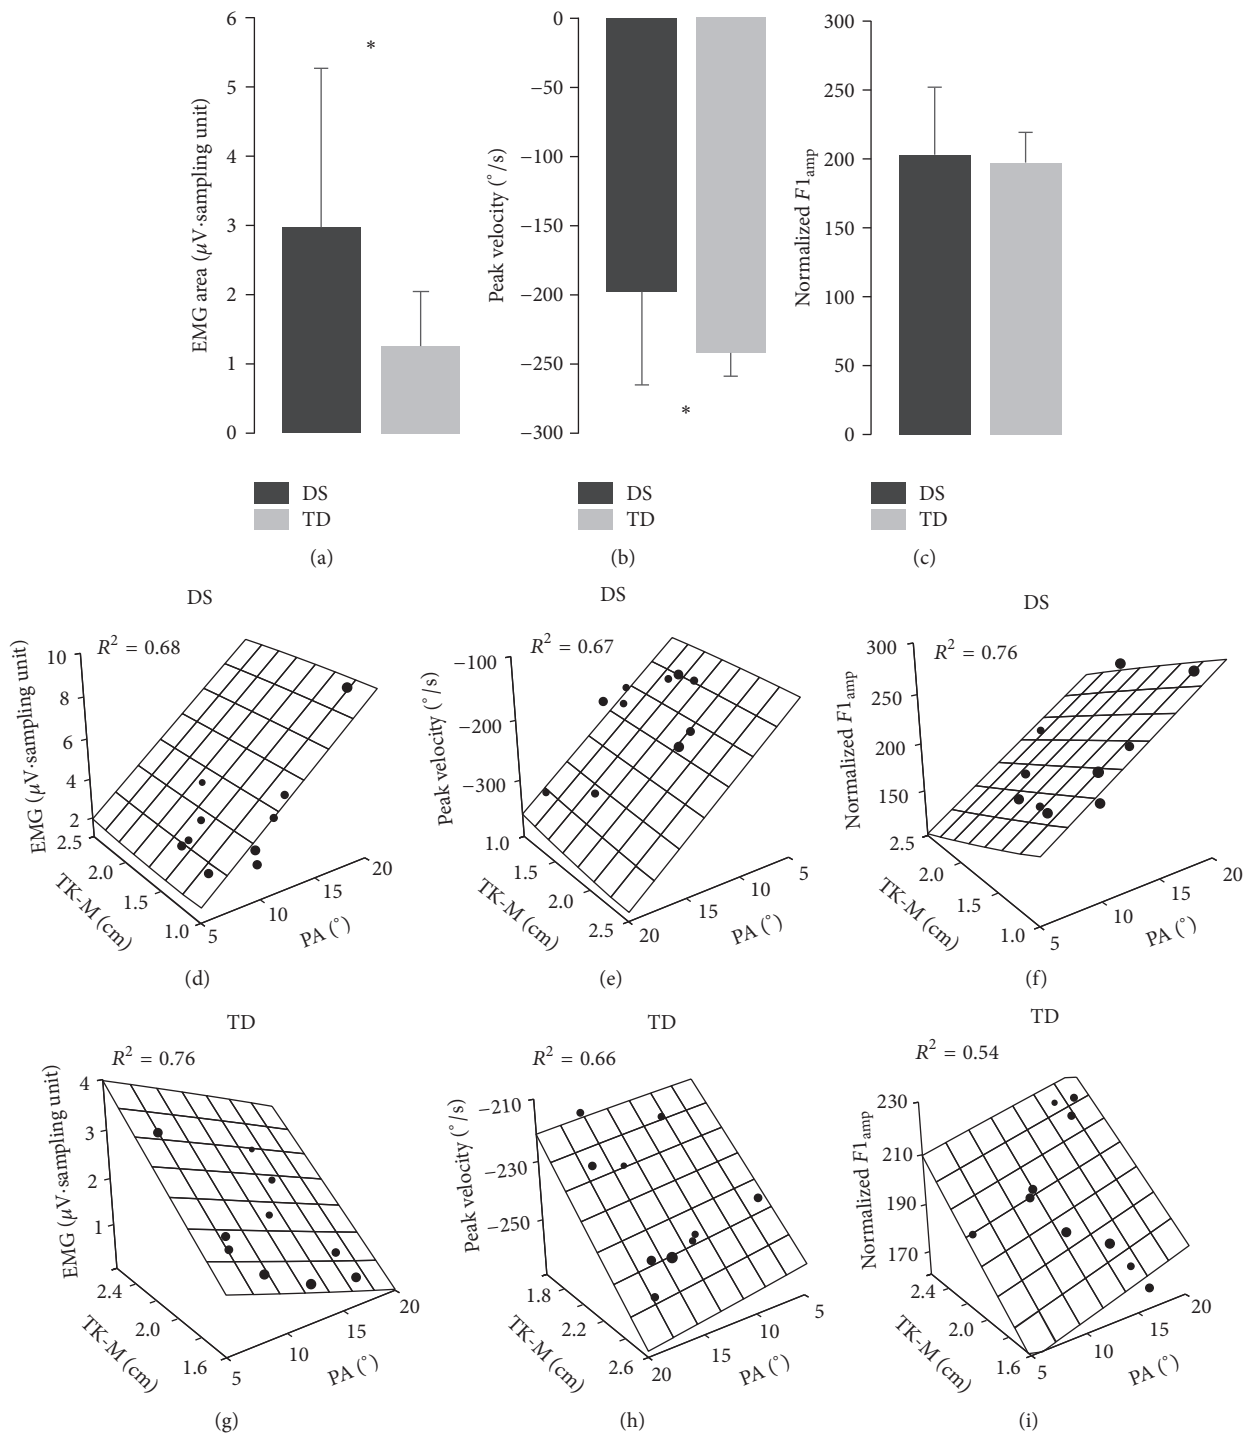 6
5
4
3
2
1
0
EMG area (μV·sampling unit)
*
DS
TD
(a)
0
−50
−100
−150
−200
−250
−300
Peak velocity (°/s)
*
DS
TD
(b)
300
250
200
150
100
50
0
Normalized F1amp
DS
TD
(c)
DS
R² = 0.68
10
8
6
4
2
EMG (μV·sampling unit)
2.5
2.0
1.5
1.0
TK-M (cm)
5
10
15
20
PA (°)
(d)
DS
R² = 0.67
−100
−200
−300
Peak velocity (°/s)
1.0
1.5
2.0
2.5
TK-M (cm)
20
15
10
5
PA (°)
(e)
DS
R² = 0.76
300
250
200
150
Normalized F1amp
2.5
2.0
1.5
1.0
TK-M (cm)
5
10
15
20
PA (°)
(f)
TD
R² = 0.76
4
3
2
1
EMG (μV·sampling unit)
2.4
2.0
1.6
TK-M (cm)
5
10
15
20
PA (°)
(g)
TD
R² = 0.66
−210
−230
−250
Peak velocity (°/s)
1.8
2.2
2.6
TK-M (cm)
20
15
10
5
PA (°)
(h)
TD
R² = 0.54
230
210
190
170
Normalized F1amp
2.4
2.0
1.6
TK-M (cm)
5
10
15
20
PA (°)
(i)